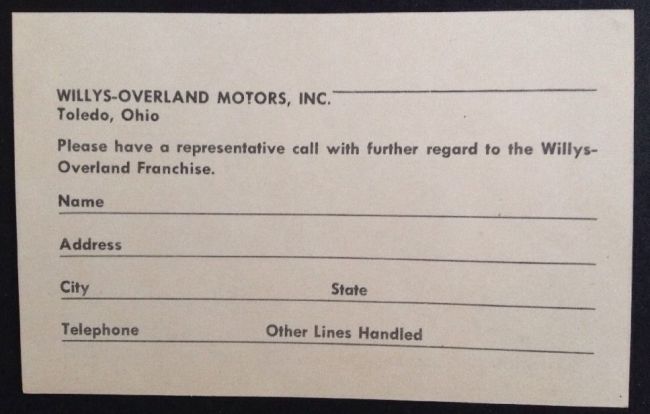 WILLYS-OVERLAND MOTORS, INC.
Toledo, Ohio
Please have a representative call with further regard to the Willys-
Overland Franchise.
Name
Address
City State
Telephone Other Lines Handled